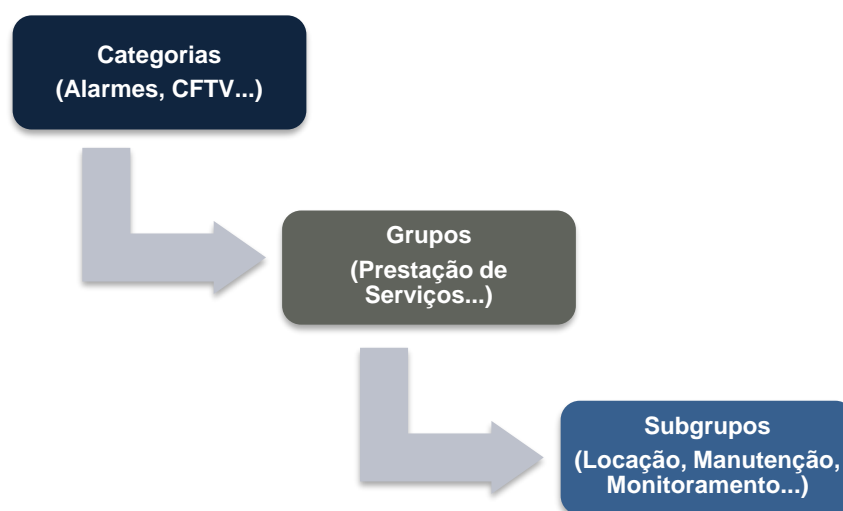 Categorias
(Alarmes, CFTV...)
Grupos
(Prestação de
Serviços...)
Subgrupos
(Locação, Manutenção,
Monitoramento...)